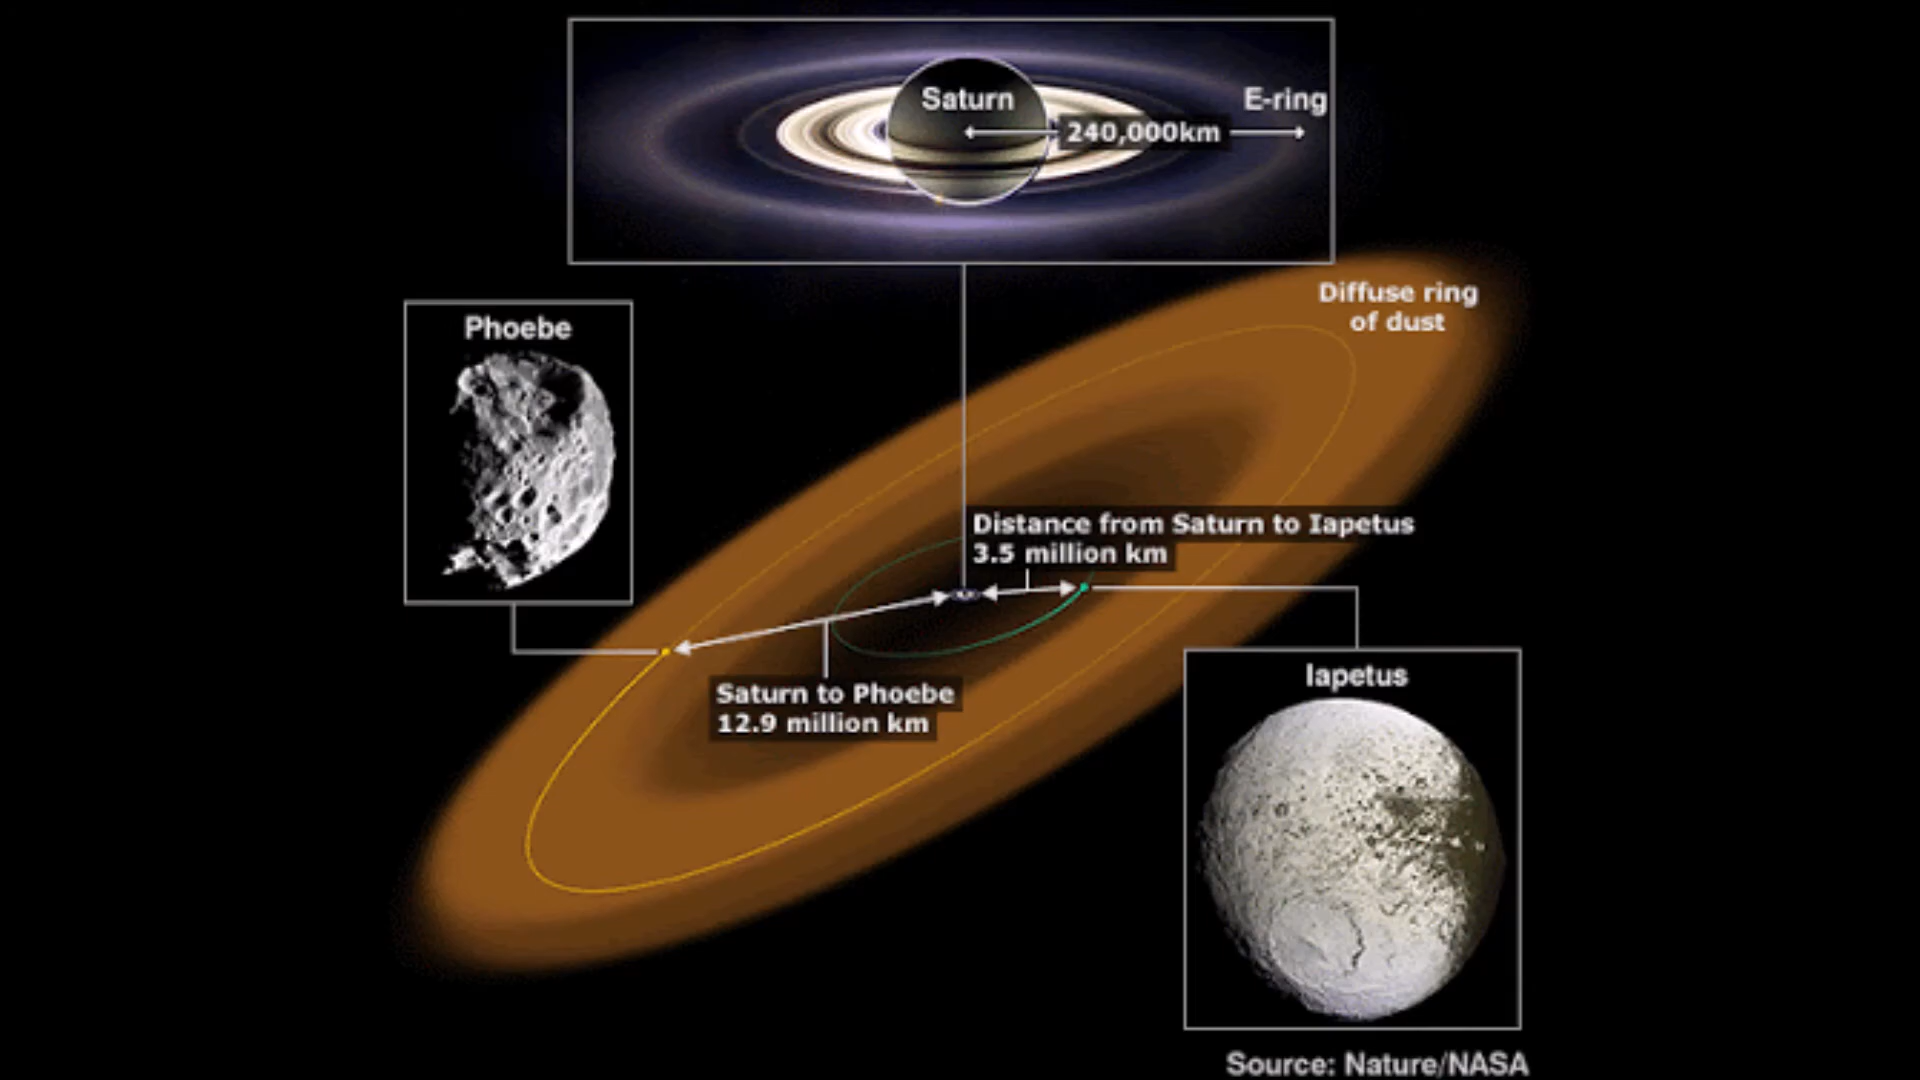 Saturn
E-ring
240,000km
Diffuse ring
of dust
Phoebe
Distance from Saturn to Iapetus
3.5 million km
Saturn to Phoebe
12.9 million km
Iapetus
Source: Nature/NASA